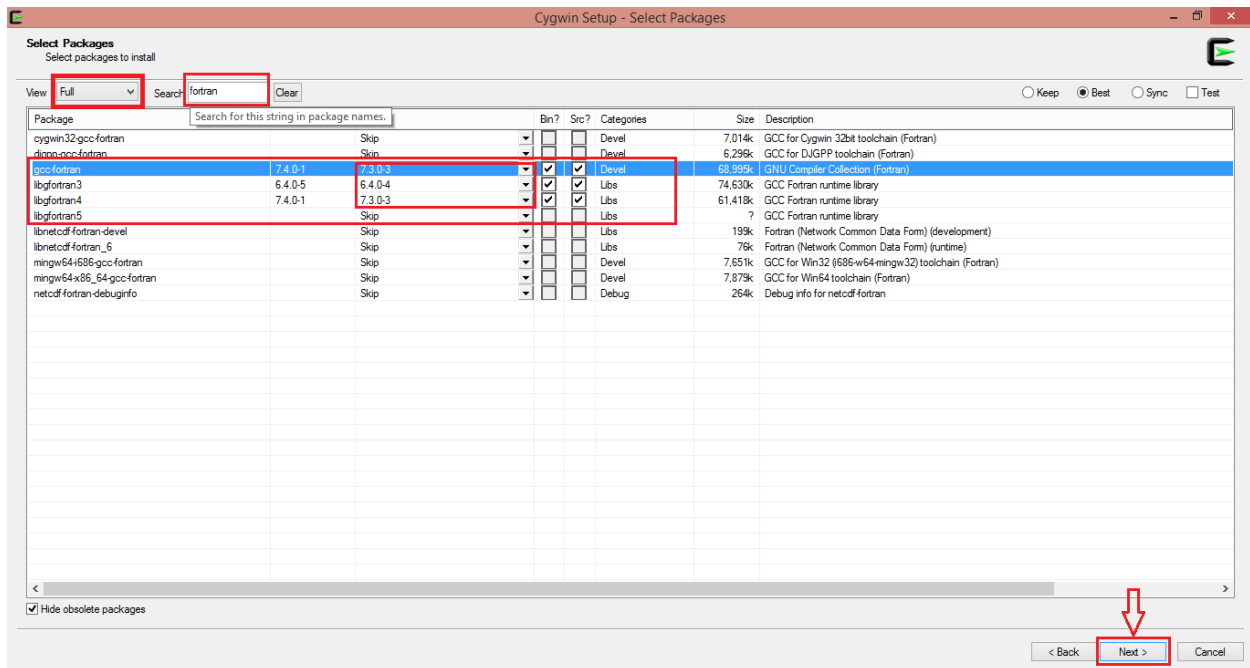 Cygwin Setup - Select Packages
Select Packages
Select packages to install
View Full Search fortran Clear Keep Best Sync Test
Search for this string in package names.
Package Bin? Src? Categories Size Description
cygwin32-gcc-fortran Skip Devel 7,014k GCC for Cygwin 32bit toolchain (Fortran)
djgpp-gcc-fortran Skip Devel 6,296k GCC for DJGPP toolchain (Fortran)
gcc-fortran 7.4.0-1 7.3.0-3 Devel 68,995k GNU Compiler Collection (Fortran)
libgfortran3 6.4.0-5 6.4.0-4 Libs 74,630k GCC Fortran runtime library
libgfortran4 7.4.0-1 7.3.0-3 Libs 61,418k GCC Fortran runtime library
libgfortran5 Skip Libs ? GCC Fortran runtime library
libnetcdf-fortran-devel Skip Libs 199k Fortran (Network Common Data Form) (development)
libnetcdf-fortran_6 Skip Libs 76k Fortran (Network Common Data Form) (runtime)
mingw64-i686-gcc-fortran Skip Devel 7,651k GCC for Win32 (i686-w64-mingw32) toolchain (Fortran)
mingw64-x86_64-gcc-fortran Skip Devel 7,879k GCC for Win64 toolchain (Fortran)
netcdf-fortran-debuginfo Skip Debug 264k Debug info for netcdf-fortran
Hide obsolete packages
< Back Next > Cancel